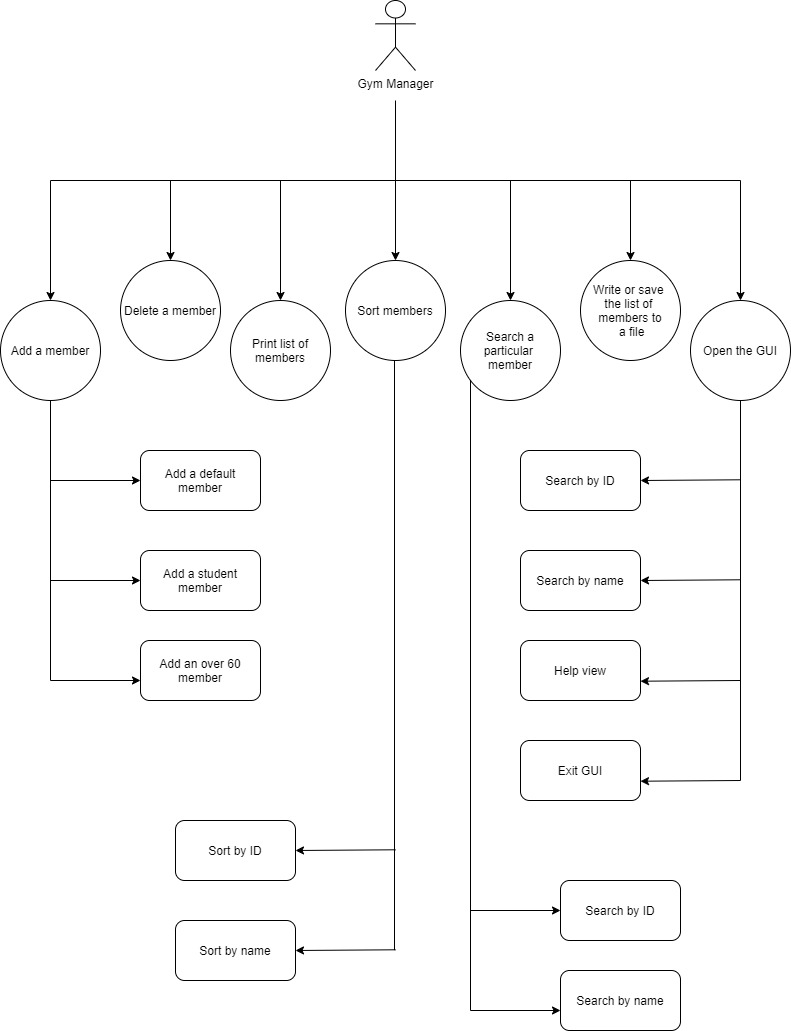 Gym Manager
Add a member
Delete a member
Print list of
members
Sort members
Search a
particular
member
Write or save
the list of
members to
a file
Open the GUI
Add a default
member
Add a student
member
Add an over 60
member
Sort by ID
Sort by name
Search by ID
Search by name
Help view
Exit GUI
Search by ID
Search by name